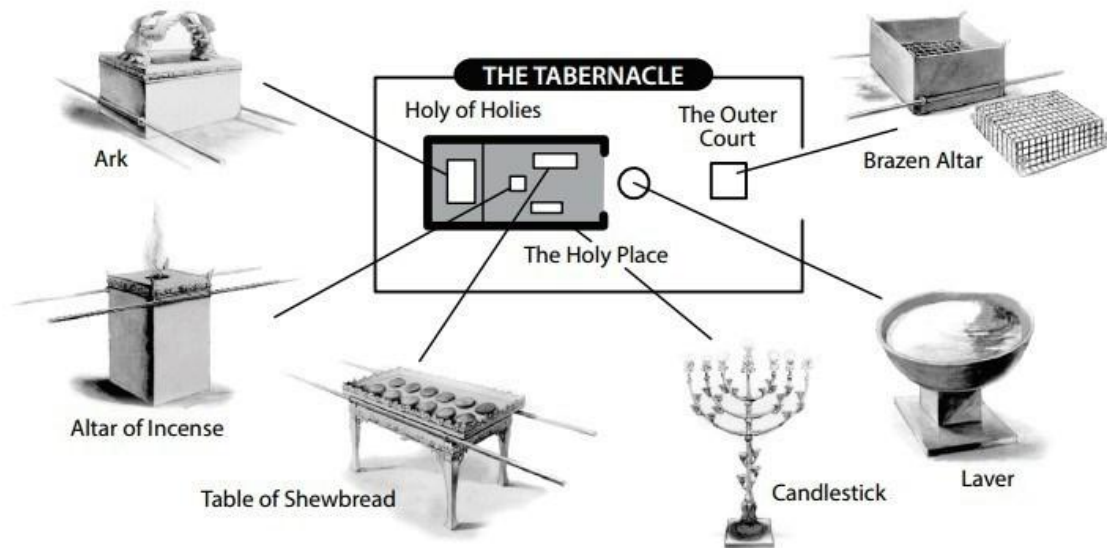 THE TABERNACLE
Holy of Holies
The Outer
Court
Ark
Brazen Altar
The Holy Place
Altar of Incense
Table of Shewbread
Candlestick
Laver